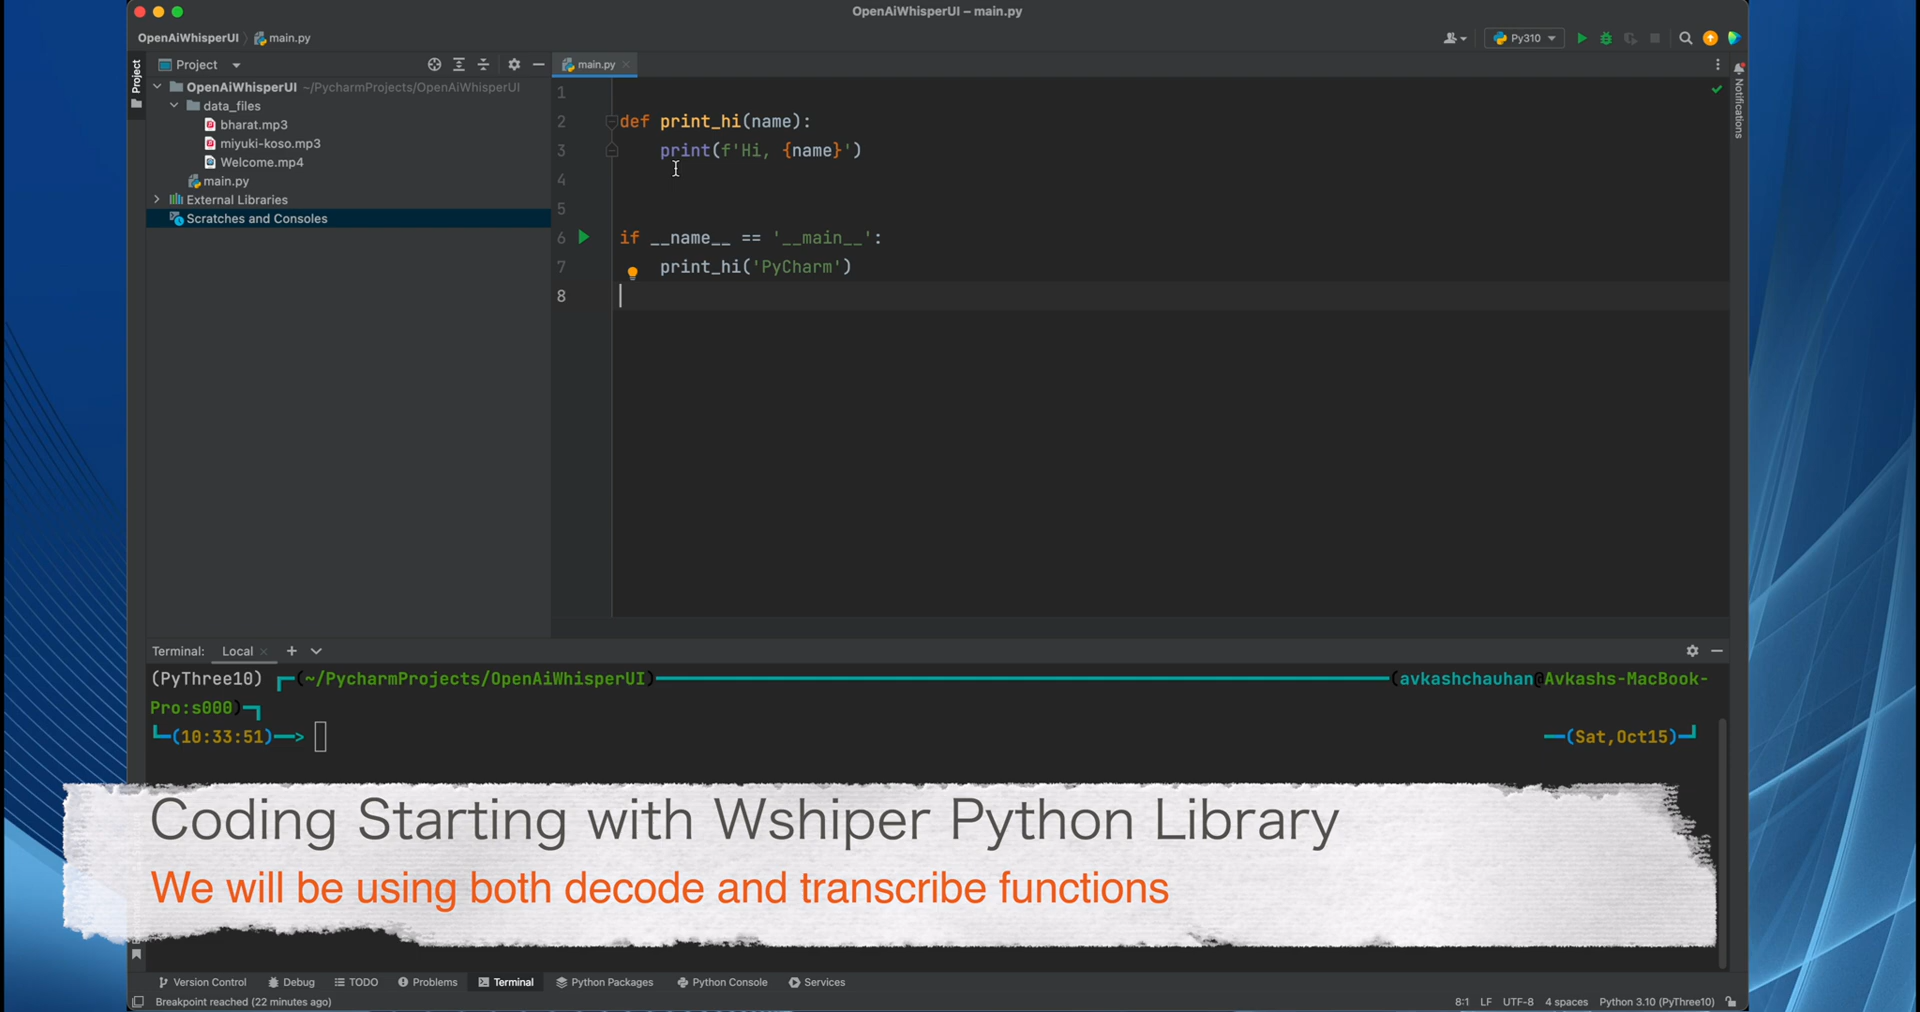 OpenAiWhisperUI – main.py
OpenAiWhisperUI
main.py
Py310
Project
Project
OpenAiWhisperUI ~/PycharmProjects/OpenAiWhisperUI
data_files
bharat.mp3
miyuki-koso.mp3
Welcome.mp4
main.py
External Libraries
Scratches and Consoles
main.py
Notifications
1
2 def print_hi(name):
3 print(f'Hi, {name}')
4
5
6 if __name__ == '__main__':
7 print_hi('PyCharm')
8
Terminal: Local
(PyThree10) (~/PycharmProjects/OpenAiWhisperUI) (avkashchauhan@Avkashs-MacBook-
Pro:s000)
(10:33:51)—> (Sat,Oct15)
Coding Starting with Wshiper Python Library
We will be using both decode and transcribe functions
Version Control Debug TODO Problems Terminal Python Packages Python Console Services
Breakpoint reached (22 minutes ago) 8:1 LF UTF-8 4 spaces Python 3.10 (PyThree10)